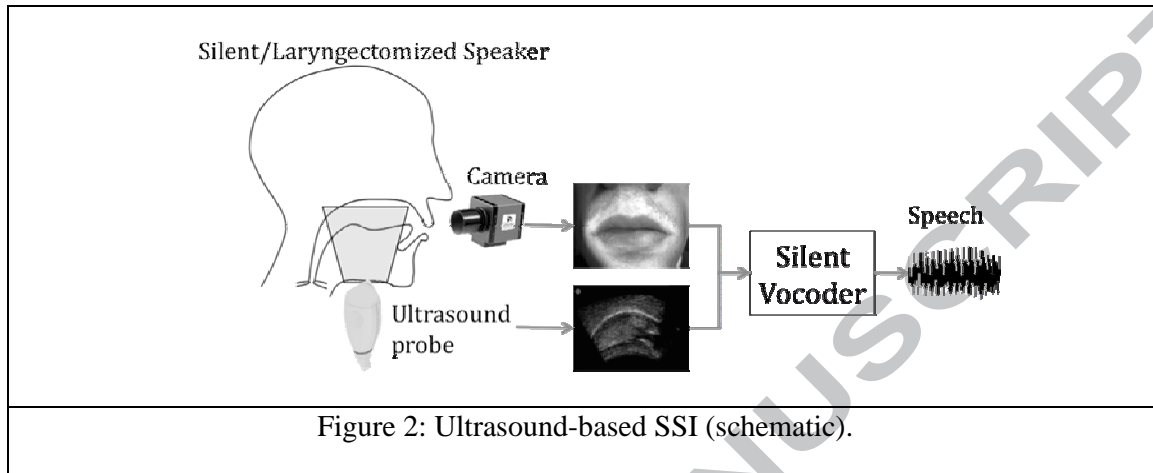 Silent/Laryngectomized Speaker
Camera
Speech
Silent
Vocoder
Ultrasound
probe
Figure 2: Ultrasound-based SSI (schematic).